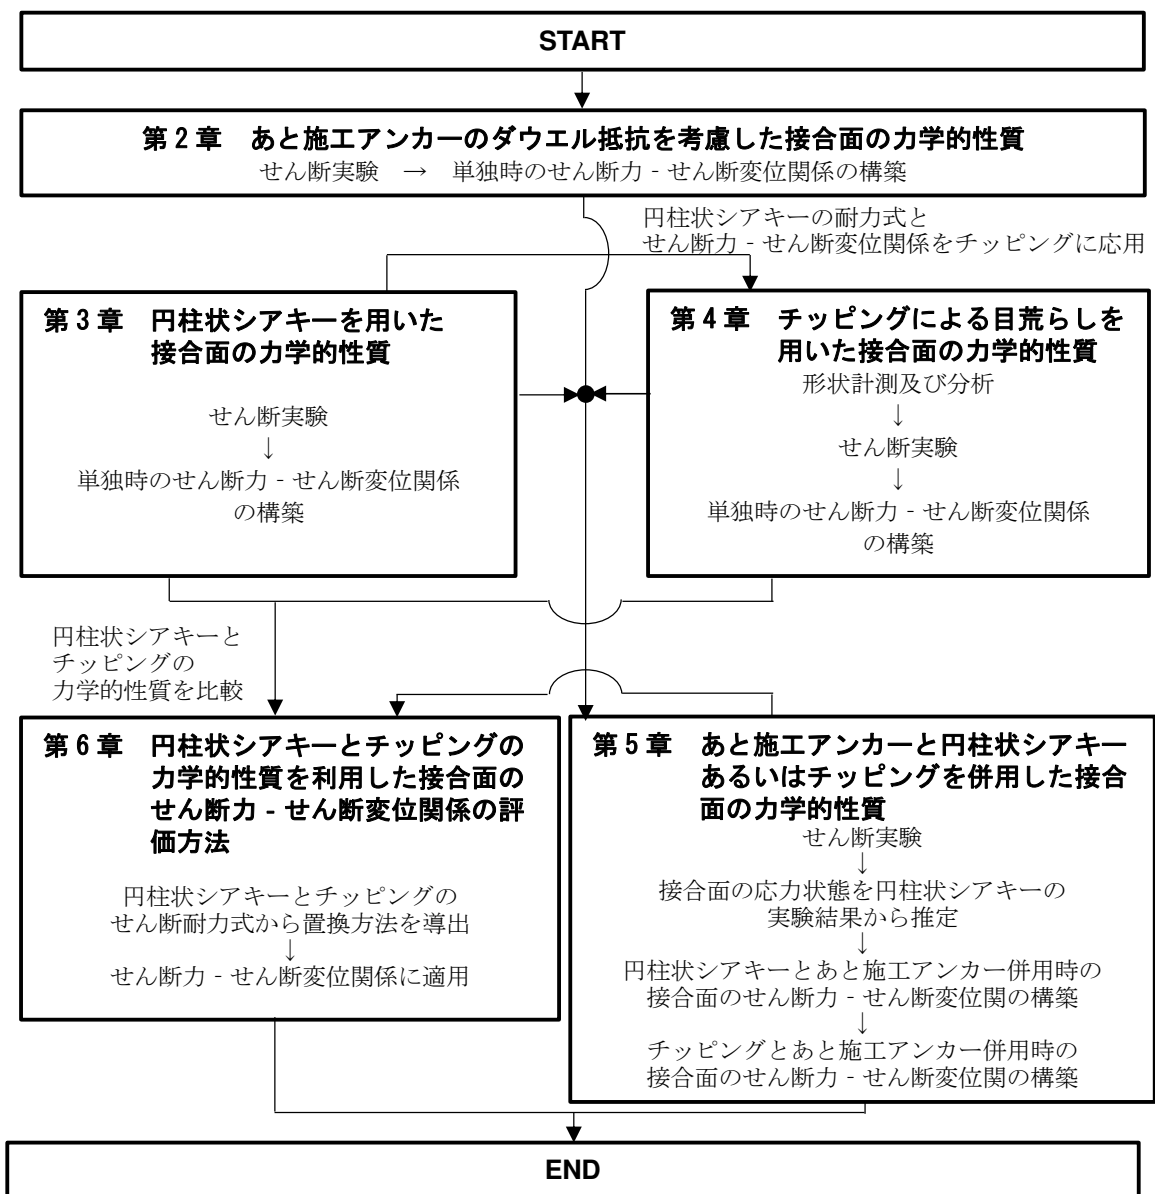 START
第2章 あと施工アンカーのダウエル抵抗を考慮した接合面の力学的性質
せん断実験 → 単独時のせん断力‐せん断変位関係の構築
円柱状シアキーの耐力式と
せん断力‐せん断変位関係をチッピングに応用
第3章 円柱状シアキーを用いた
接合面の力学的性質
せん断実験
↓
単独時のせん断力‐せん断変位関係
の構築
第4章 チッピングによる目荒らしを
用いた接合面の力学的性質
形状計測及び分析
↓
せん断実験
↓
単独時のせん断力‐せん断変位関係
の構築
円柱状シアキーと
チッピングの
力学的性質を比較
第6章 円柱状シアキーとチッピングの
力学的性質を利用した接合面の
せん断力‐せん断変位関係の評
価方法
円柱状シアキーとチッピングの
せん断耐力式から置換方法を導出
↓
せん断力‐せん断変位関係に適用
第5章 あと施工アンカーと円柱状シアキー
あるいはチッピングを併用した接合
面の力学的性質
せん断実験
↓
接合面の応力状態を円柱状シアキーの
実験結果から推定
↓
円柱状シアキーとあと施工アンカー併用時の
接合面のせん断力‐せん断変位関の構築
↓
チッピングとあと施工アンカー併用時の
接合面のせん断力‐せん断変位関の構築
END